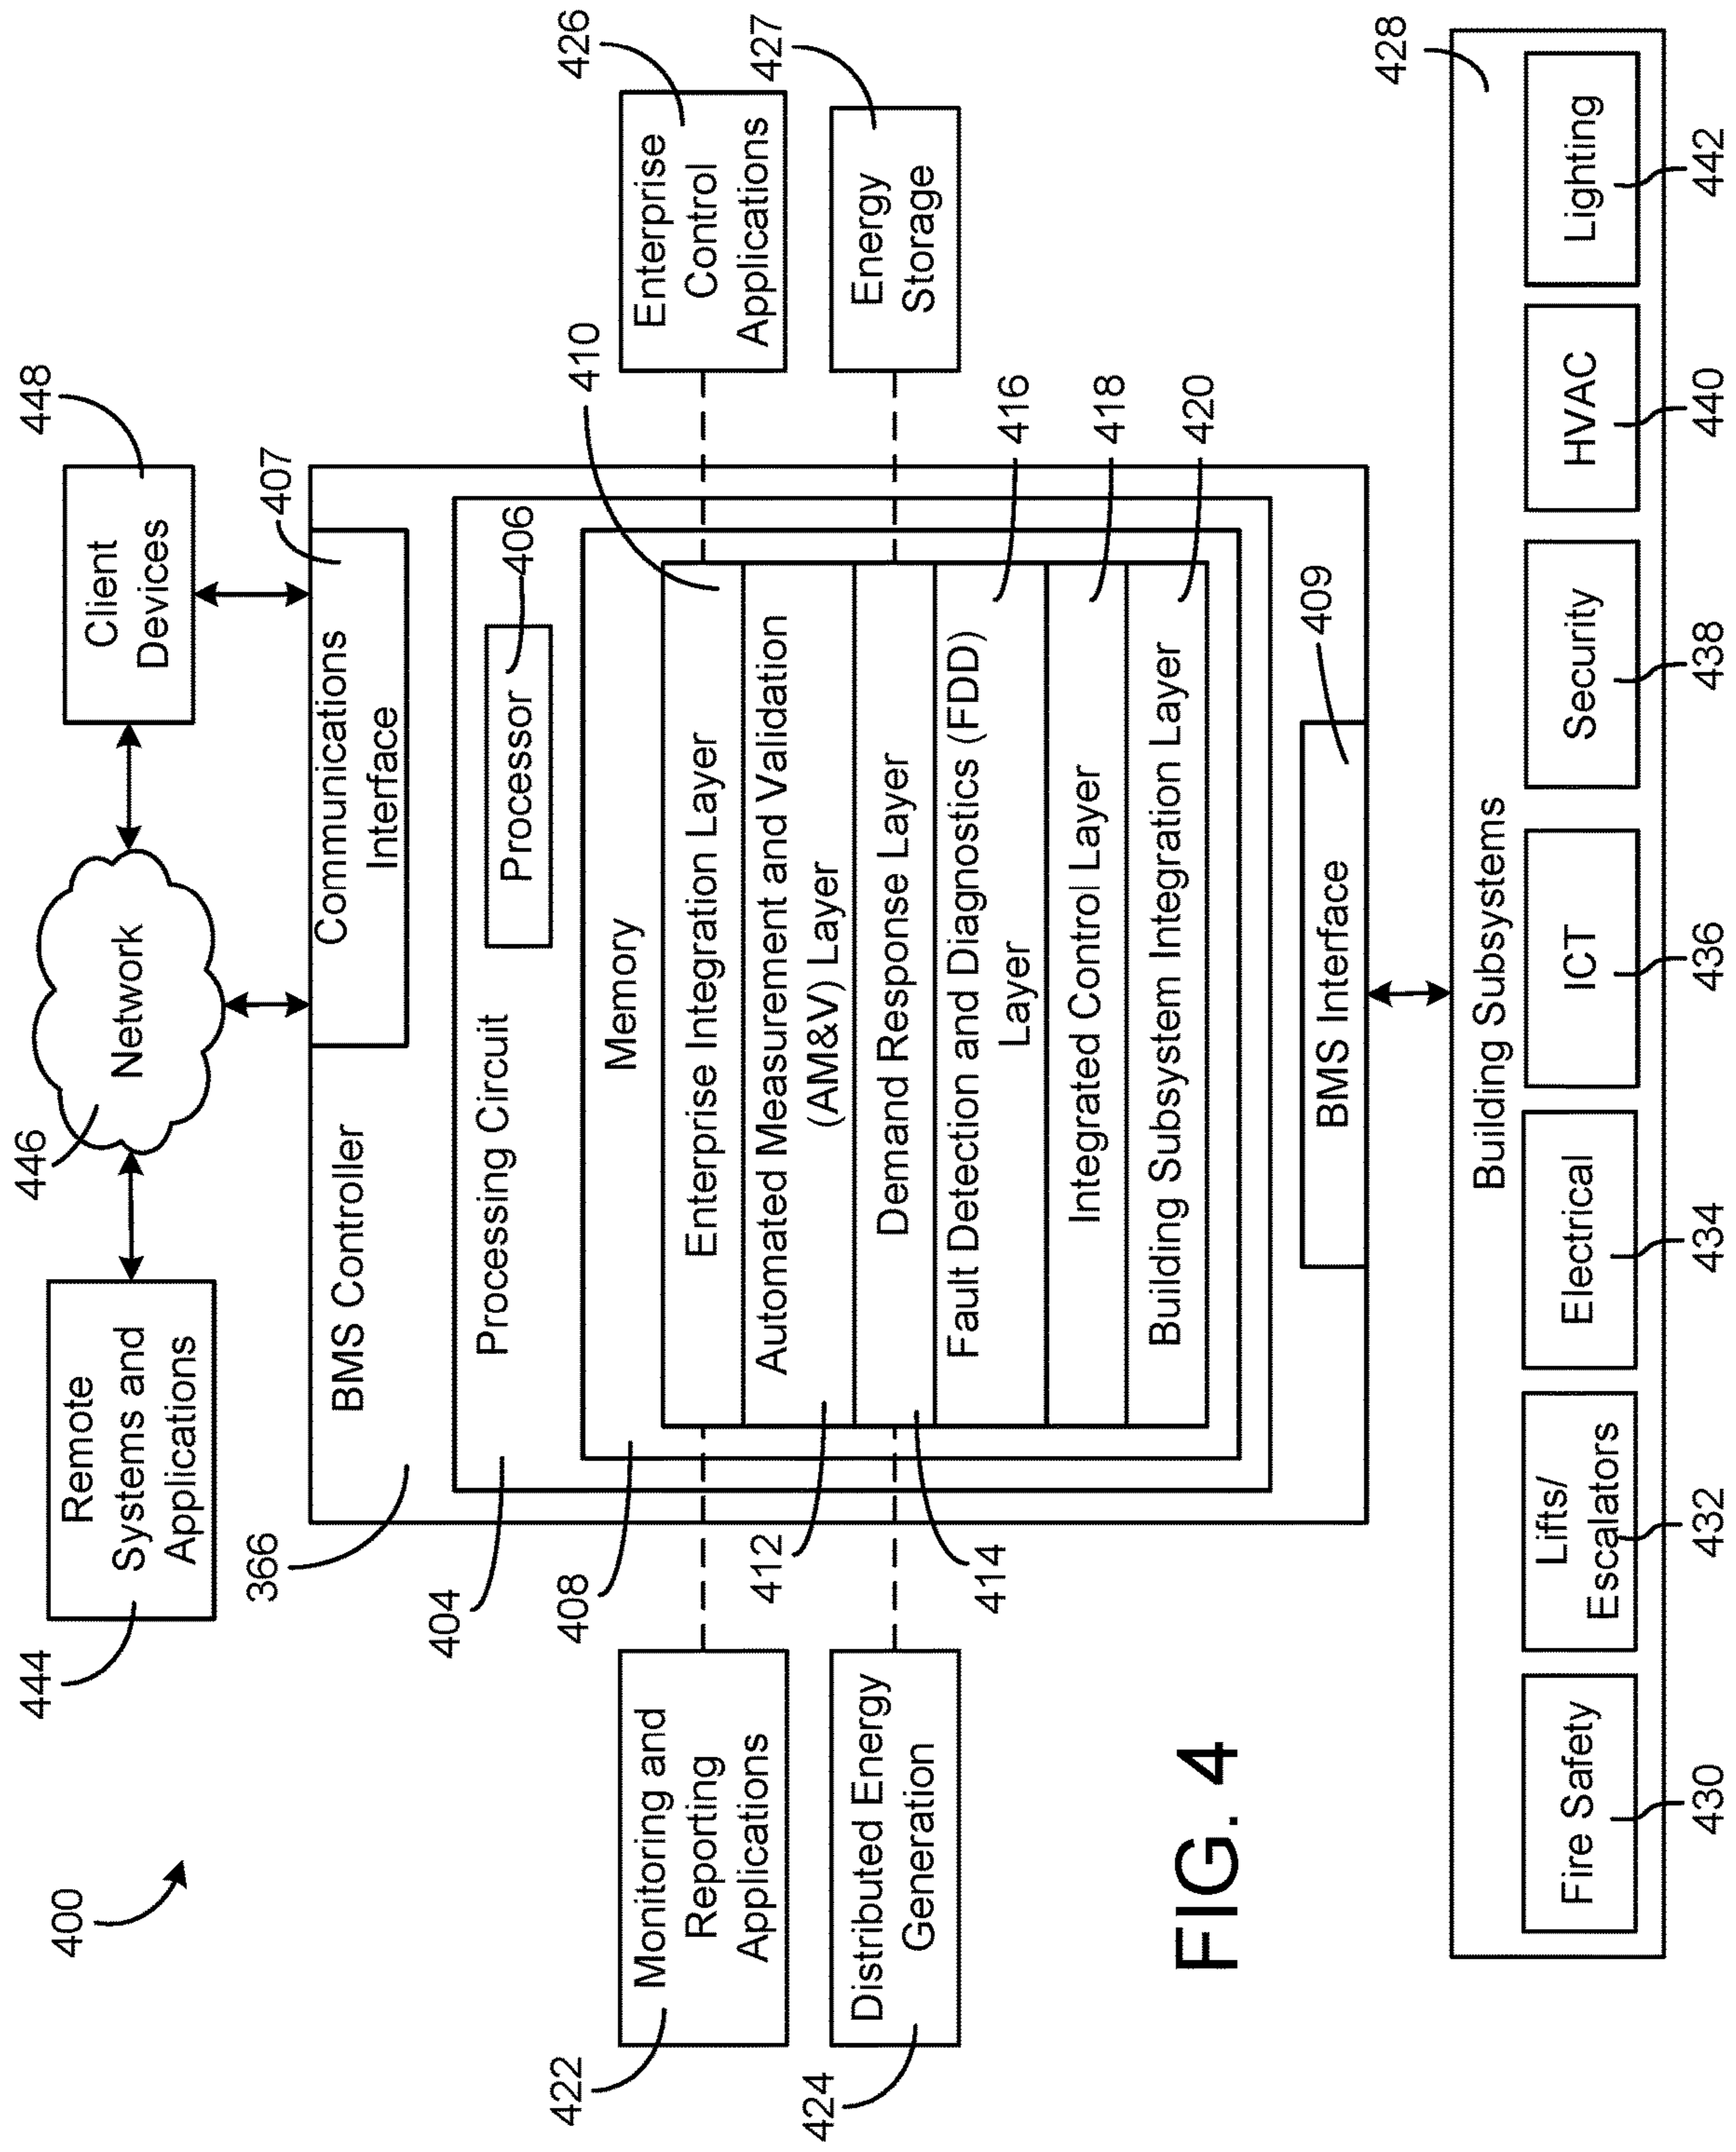 400
444
Remote
Systems and
Applications
446
Network
Client
Devices
448
366
BMS Controller
Communications
Interface
407
404
Processing Circuit
Processor
406
408
Memory
410
Enterprise Integration Layer
Automated Measurement and Validation
(AM&V) Layer
412
Demand Response Layer
414
Fault Detection and Diagnostics (FDD)
Layer
416
Integrated Control Layer
418
Building Subsystem Integration Layer
420
422
Monitoring and
Reporting
Applications
424
Distributed Energy
Generation
426
Enterprise
Control
Applications
427
Energy
Storage
BMS Interface
409
FIG. 4
428
Building Subsystems
Fire Safety
Lifts/
Escalators
Electrical
ICT
Security
HVAC
Lighting
430
432
434
436
438
440
442